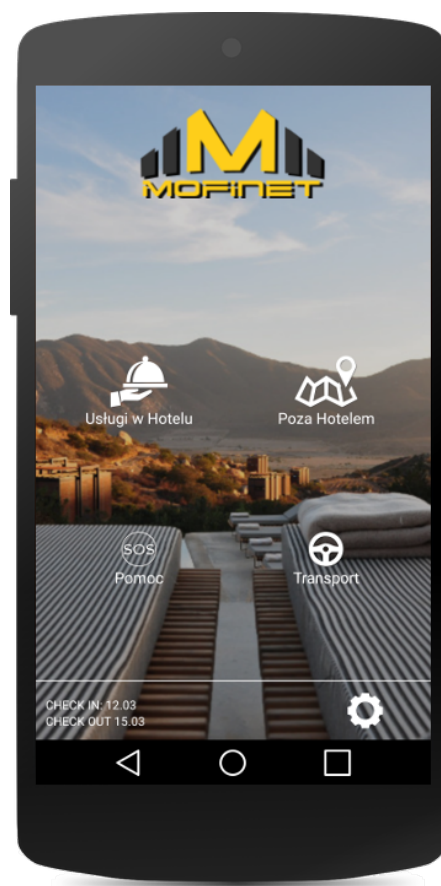 M
MOFINET
Usługi w Hotelu
Poza Hotelem
SOS
Pomoc
Transport
CHECK IN: 12.03
CHECK OUT 15.03